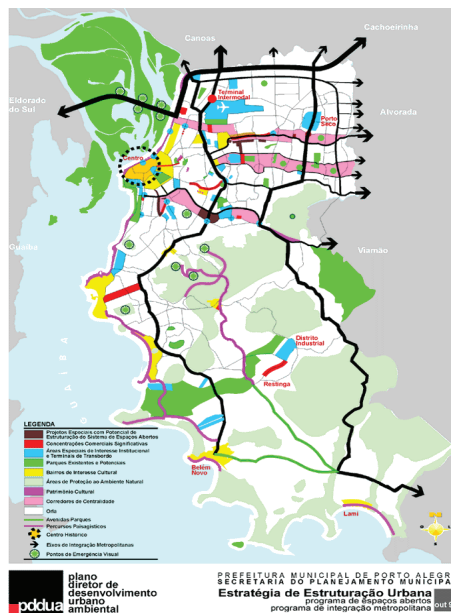 Canoas
Cachoeirinha
Eldorado
do Sul
Terminal
Intermodal
Porto
Seco
Alvorada
Centro
Guaíba
Viamão
GUAIBA
Distrito
Industrial
Restinga
Belém
Novo
Lami
LEGENDA
Projetos Especiais com Potencial de
Estruturação do Sistema de Espaços Abertos
Concentrações Comerciais Significativas
Áreas Especiais de Interesse Institucional
e Terminais de Transbordo
Parques Existentes e Potenciais
Bairros de Interesse Cultural
Áreas de Proteção ao Ambiente Natural
Patrimônio Cultural
Corredores de Centralidade
Orla
Avenidas Parques
Percursos Paisagísticos
Centro Histórico
Eixos de Integração Metropolitanas
Pontos de Emergência Visual
pddua
plano
diretor de
desenvolvimento
urbano
ambiental
PREFEITURA MUNICIPAL DE PORTO ALEGR
SECRETARIA DO PLANEJAMENTO MUNICIPA
Estratégia de Estruturação Urbana
programa de espaços abertos
programa de integração metropolitana
out 9